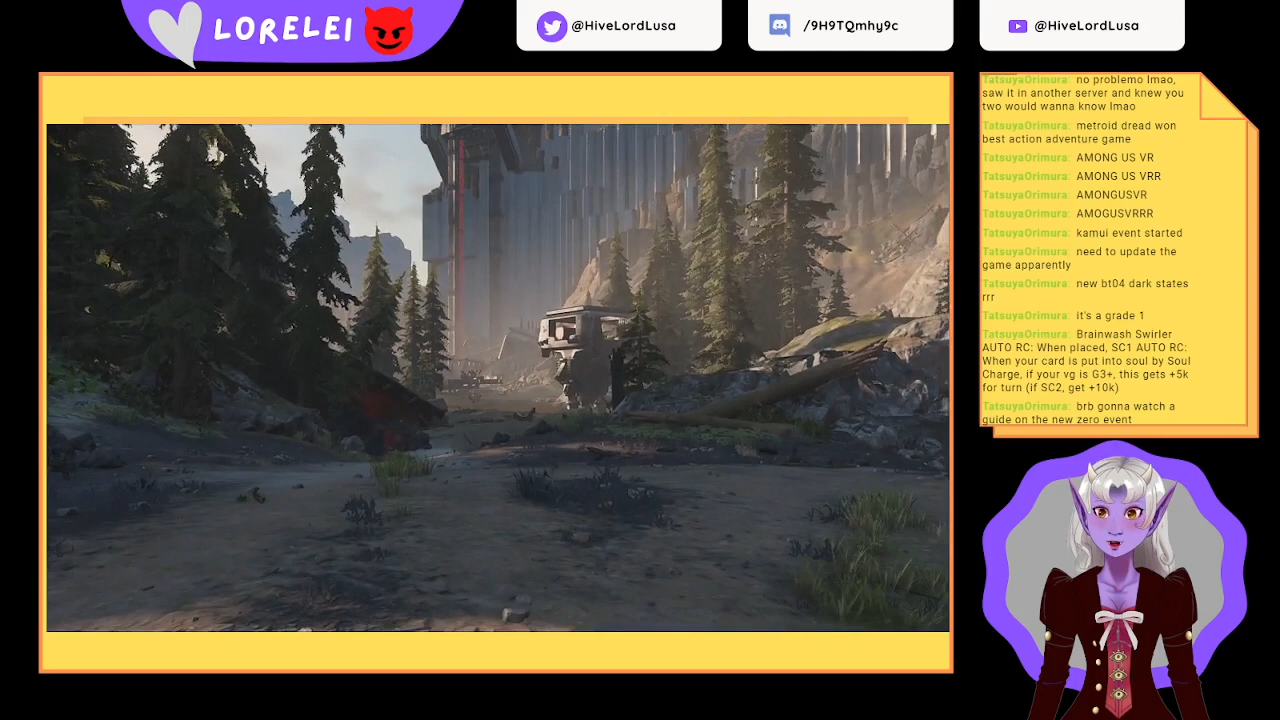 LORELEI
@HiveLordLusa
/9H9TQmhy9c
@HiveLordLusa
TatsuyaOrimura: no problemo lmao,
saw it in another server and knew you
two would wanna know lmao
TatsuyaOrimura: metroid dread won
best action adventure game
TatsuyaOrimura: AMONG US VR
TatsuyaOrimura: AMONG US VRR
TatsuyaOrimura: AMONGUSVR
TatsuyaOrimura: AMOGUSVRRR
TatsuyaOrimura: kamui event started
TatsuyaOrimura: need to update the
game apparently
TatsuyaOrimura: new bt04 dark states
rrr
TatsuyaOrimura: it's a grade 1
TatsuyaOrimura: Brainwash Swirler
AUTO RC: When placed, SC1 AUTO RC:
When your card is put into soul by Soul
Charge, if your vg is G3+, this gets +5k
for turn (if SC2, get +10k)
TatsuyaOrimura: brb gonna watch a
guide on the new zero event